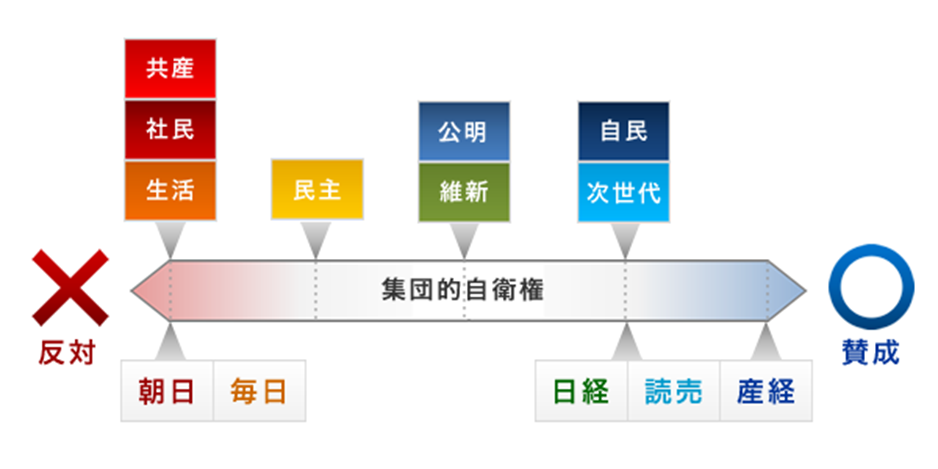 共産
社民
生活
民主
公明
維新
自民
次世代
集団的自衛権
反対
賛成
朝日
毎日
日経
読売
産経